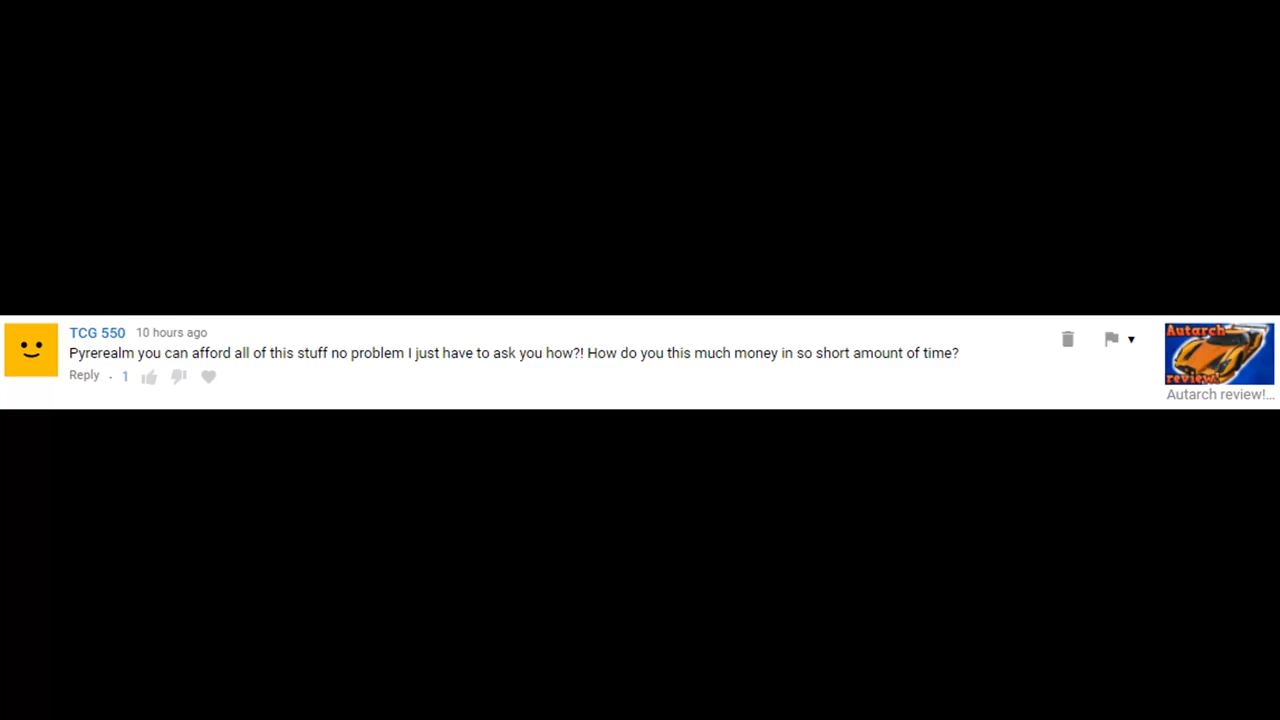 TCG 550 10 hours ago
Pyrerealm you can afford all of this stuff no problem I just have to ask you how?! How do you this much money in so short amount of time?
Reply . 1
Autarch
review!
Autarch review!...